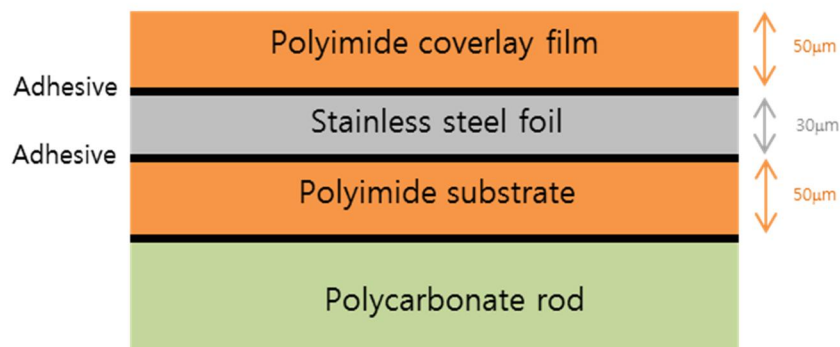 Polyimide coverlay film
50μm
Adhesive
Stainless steel foil
30μm
Adhesive
Polyimide substrate
50μm
Polycarbonate rod